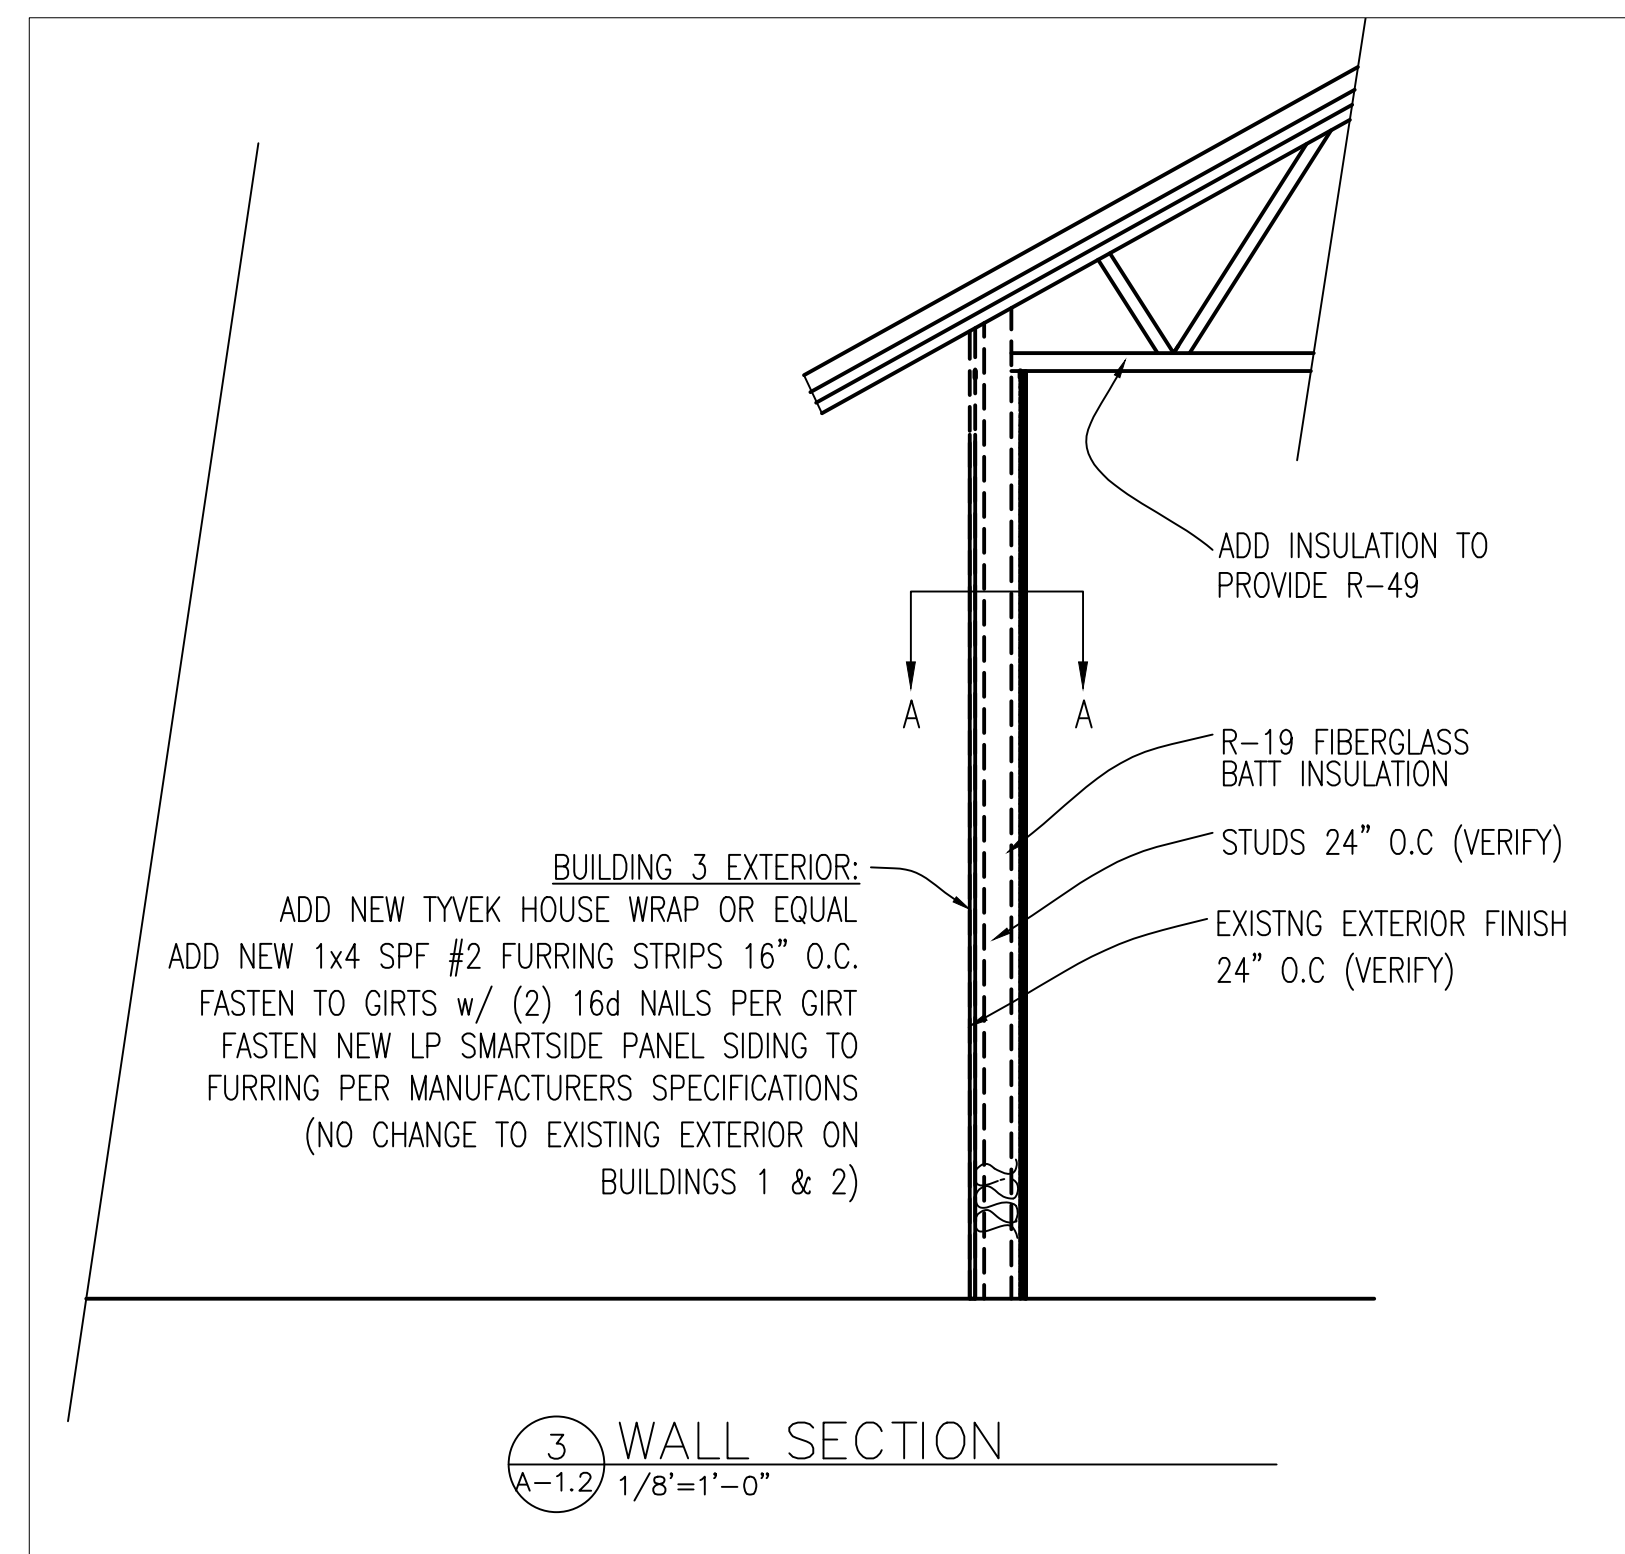 ADD INSULATION TO
PROVIDE R-49
A A
R-19 FIBERGLASS
BATT INSULATION
STUDS 24" O.C (VERIFY)
EXISTNG EXTERIOR FINISH
24" O.C (VERIFY)
BUILDING 3 EXTERIOR:
ADD NEW TYVEK HOUSE WRAP OR EQUAL
ADD NEW 1x4 SPF #2 FURRING STRIPS 16" O.C.
FASTEN TO GIRTS w/ (2) 16d NAILS PER GIRT
FASTEN NEW LP SMARTSIDE PANEL SIDING TO
FURRING PER MANUFACTURERS SPECIFICATIONS
(NO CHANGE TO EXISTING EXTERIOR ON
BUILDINGS 1 & 2)
3 WALL SECTION
A-1.2 1/8'=1'-0"